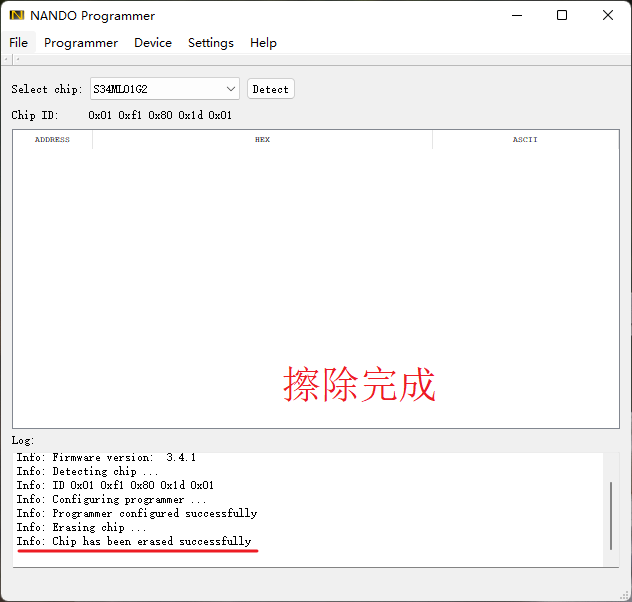 NANDO Programmer
File Programmer Device Settings Help
Select chip: S34ML01G2 Detect
Chip ID: 0x01 0xf1 0x80 0x1d 0x01
ADDRESS HEX ASCII
擦除完成
Log:
Info: Firmware version: 3.4.1
Info: Detecting chip ...
Info: ID 0x01 0xf1 0x80 0x1d 0x01
Info: Configuring programmer ...
Info: Programmer configured successfully
Info: Erasing chip ...
Info: Chip has been erased successfully